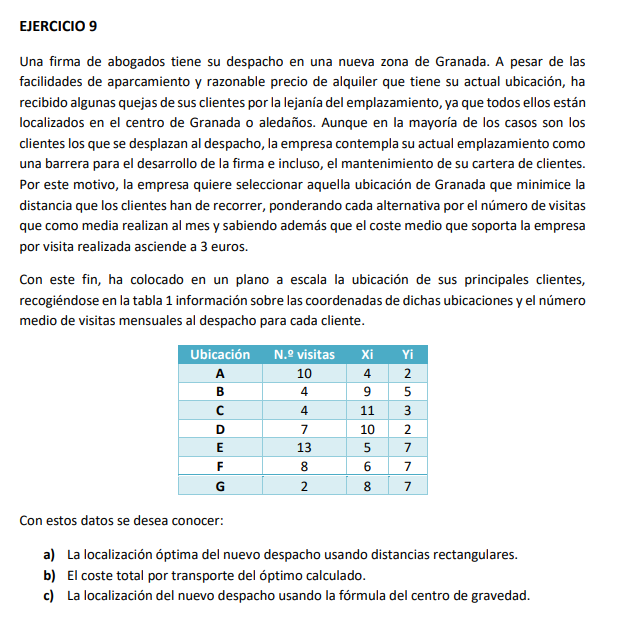 EJERCICIO 9
Una firma de abogados tiene su despacho en una nueva zona de Granada. A pesar de las
facilidades de aparcamiento y razonable precio de alquiler que tiene su actual ubicación, ha
recibido algunas quejas de sus clientes por la lejanía del emplazamiento, ya que todos ellos están
localizados en el centro de Granada o aledaños. Aunque en la mayoría de los casos son los
clientes los que se desplazan al despacho, la empresa contempla su actual emplazamiento como
una barrera para el desarrollo de la firma e incluso, el mantenimiento de su cartera de clientes.
Por este motivo, la empresa quiere seleccionar aquella ubicación de Granada que minimice la
distancia que los clientes han de recorrer, ponderando cada alternativa por el número de visitas
que como media realizan al mes y sabiendo además que el coste medio que soporta la empresa
por visita realizada asciende a 3 euros.
Con este fin, ha colocado en un plano a escala la ubicación de sus principales clientes,
recogiéndose en la tabla 1 información sobre las coordenadas de dichas ubicaciones y el número
medio de visitas mensuales al despacho para cada cliente.
Ubicación N.º visitas Xi Yi
A 10 4 2
B 4 9 5
C 4 11 3
D 7 10 2
E 13 5 7
F 8 6 7
G 2 8 7
Con estos datos se desea conocer:
a) La localización óptima del nuevo despacho usando distancias rectangulares.
b) El coste total por transporte del óptimo calculado.
c) La localización del nuevo despacho usando la fórmula del centro de gravedad.